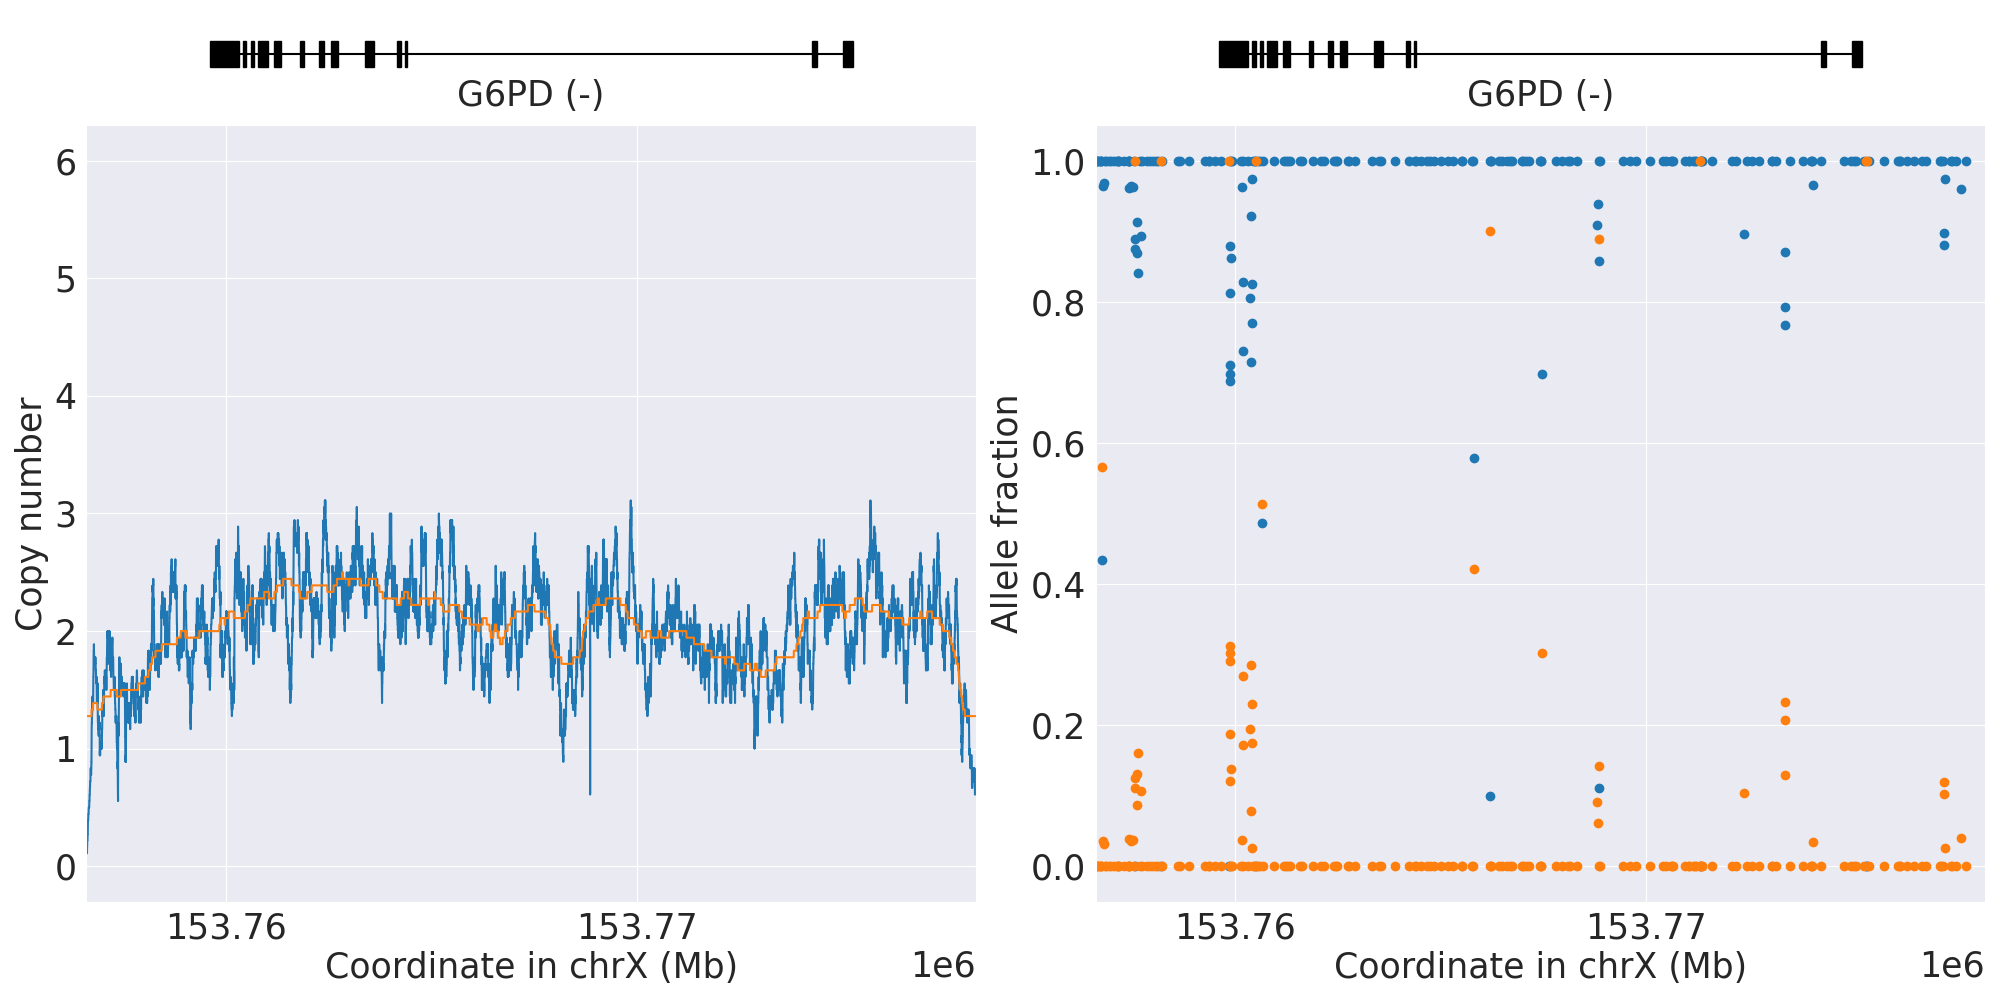 G6PD (-)
6
5
4
3
2
1
0
Copy number
153.76
153.77
Coordinate in chrX (Mb)
1e6
G6PD (-)
1.0
0.8
0.6
0.4
0.2
0.0
Allele fraction
153.76
153.77
Coordinate in chrX (Mb)
1e6